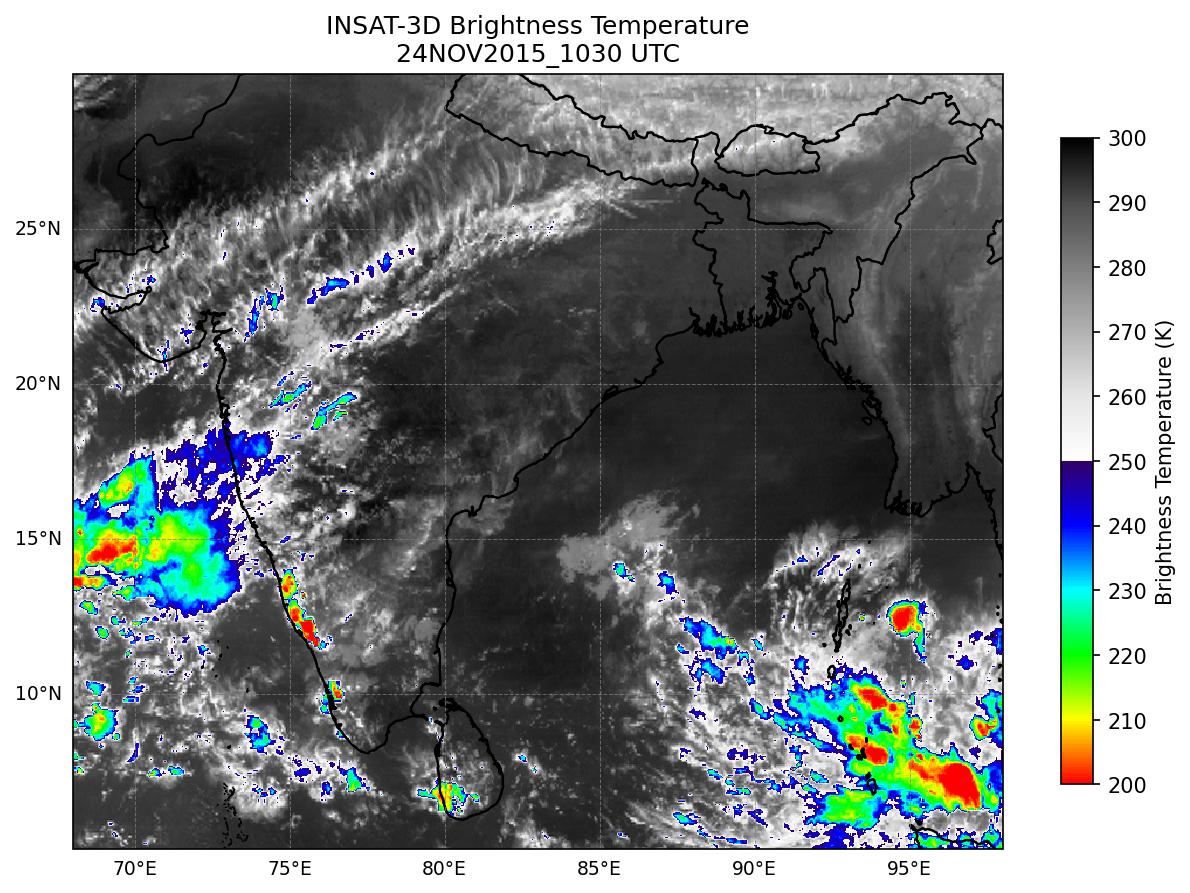 INSAT-3D Brightness Temperature
24NOV2015_1030 UTC
25°N
20°N
15°N
10°N
70°E
75°E
80°E
85°E
90°E
95°E
300
290
280
270
260
250
240
230
220
210
200
Brightness Temperature (K)